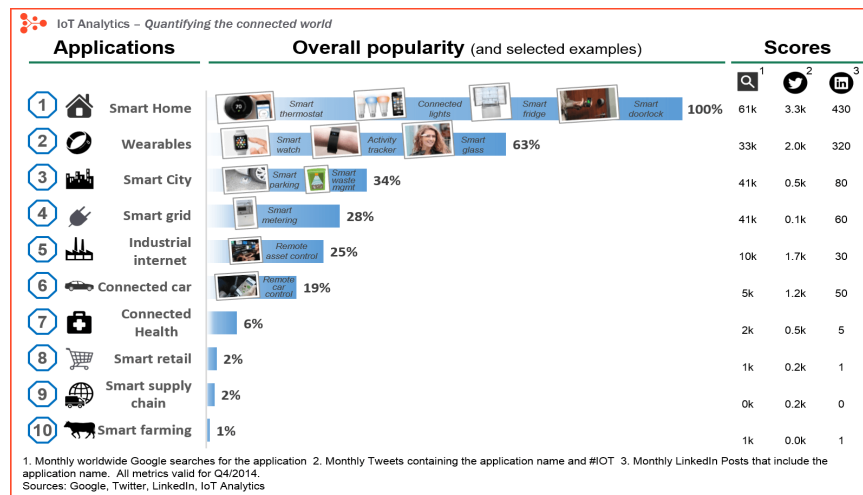 IoT Analytics – Quantifying the connected world
Applications Overall popularity (and selected examples) Scores
1 2 3
1 Smart Home Smart thermostat Connected lights Smart fridge Smart doorlock 100% 61k 3.3k 430
2 Wearables Smart watch Activity tracker Smart glass 63% 33k 2.0k 320
3 Smart City Smart parking Smart waste mgmt 34% 41k 0.5k 80
4 Smart grid Smart metering 28% 41k 0.1k 60
5 Industrial internet Remote asset control 25% 10k 1.7k 30
6 Connected car Remote car control 19% 5k 1.2k 50
7 Connected Health 6% 2k 0.5k 5
8 Smart retail 2% 1k 0.2k 1
9 Smart supply chain 2% 0k 0.2k 0
10 Smart farming 1% 1k 0.0k 1
1. Monthly worldwide Google searches for the application 2. Monthly Tweets containing the application name and #IOT 3. Monthly LinkedIn Posts that include the
application name. All metrics valid for Q4/2014.
Sources: Google, Twitter, LinkedIn, IoT Analytics